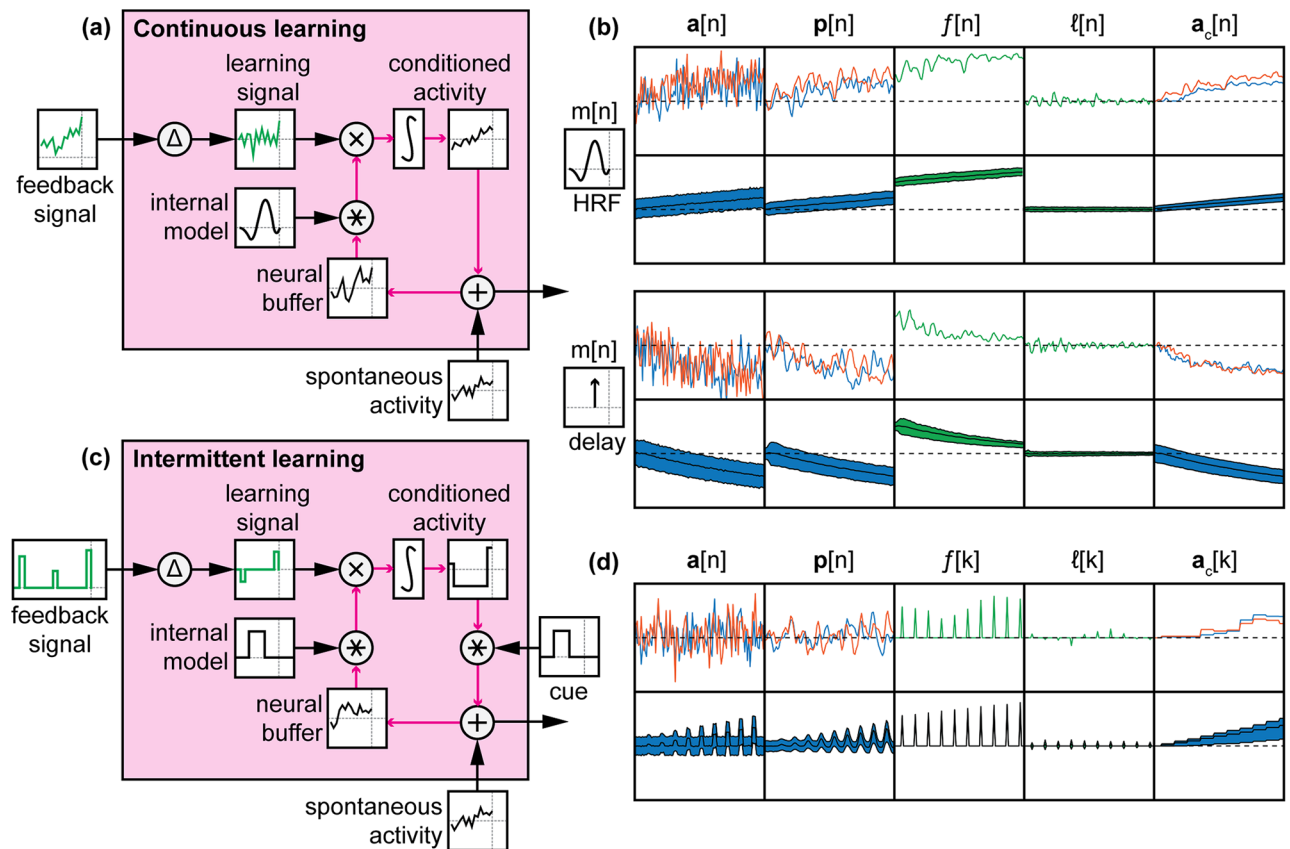 (a)
Continuous learning
learning
signal
conditioned
activity
Δ
×
feedback
signal
internal
model
*
neural
buffer
+
spontaneous
activity
(b)
a[n]
p[n]
f[n]
ℓ[n]
a_c[n]
m[n]
HRF
m[n]
delay
(c)
Intermittent learning
learning
signal
conditioned
activity
Δ
×
feedback
signal
internal
model
*
*
cue
neural
buffer
+
spontaneous
activity
(d)
a[n]
p[n]
f[k]
ℓ[k]
a_c[k]